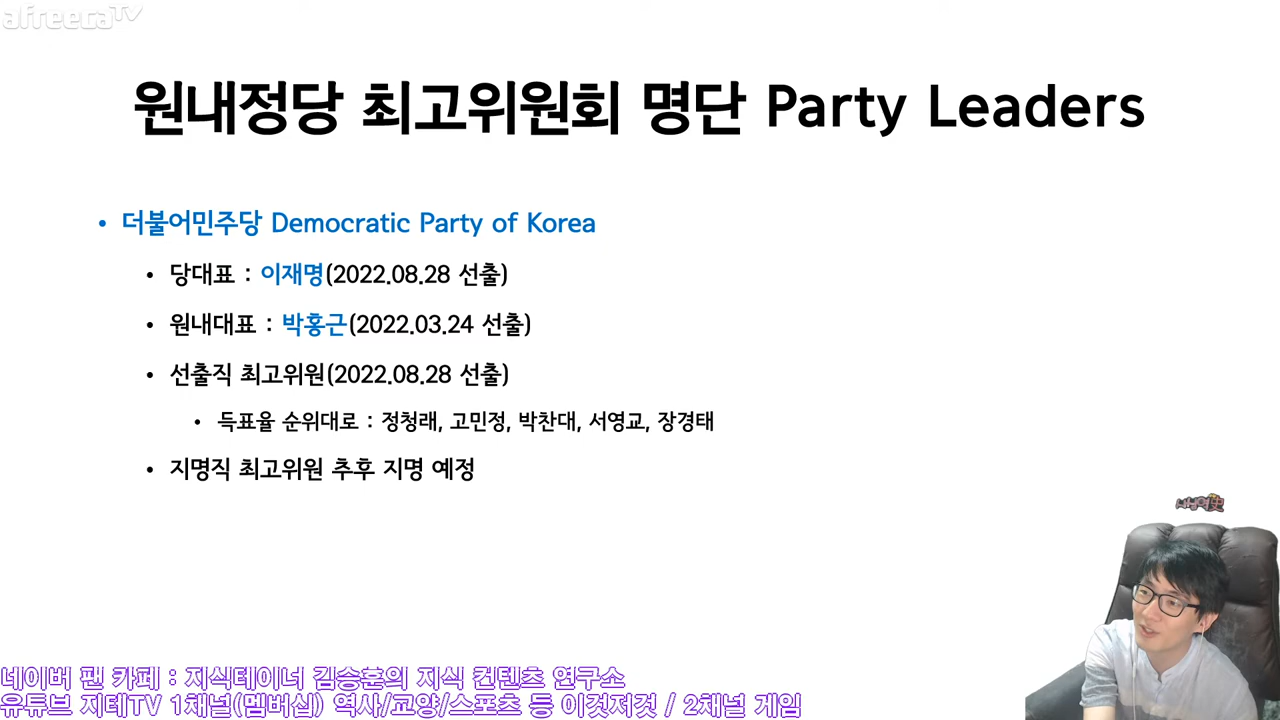 afreecaTV
원내정당 최고위원회 명단 Party Leaders
• 더불어민주당 Democratic Party of Korea
• 당대표 : 이재명(2022.08.28 선출)
• 원내대표 : 박홍근(2022.03.24 선출)
• 선출직 최고위원(2022.08.28 선출)
• 득표율 순위대로 : 정청래, 고민정, 박찬대, 서영교, 장경태
• 지명직 최고위원 추후 지명 예정
네이버 팬 카페 : 지식테이너 김승훈의 지식 컨텐츠 연구소
유튜브 지테TV 1채널(멤버십) 역사/교양/스포츠 등 이것저것 / 2채널 게임